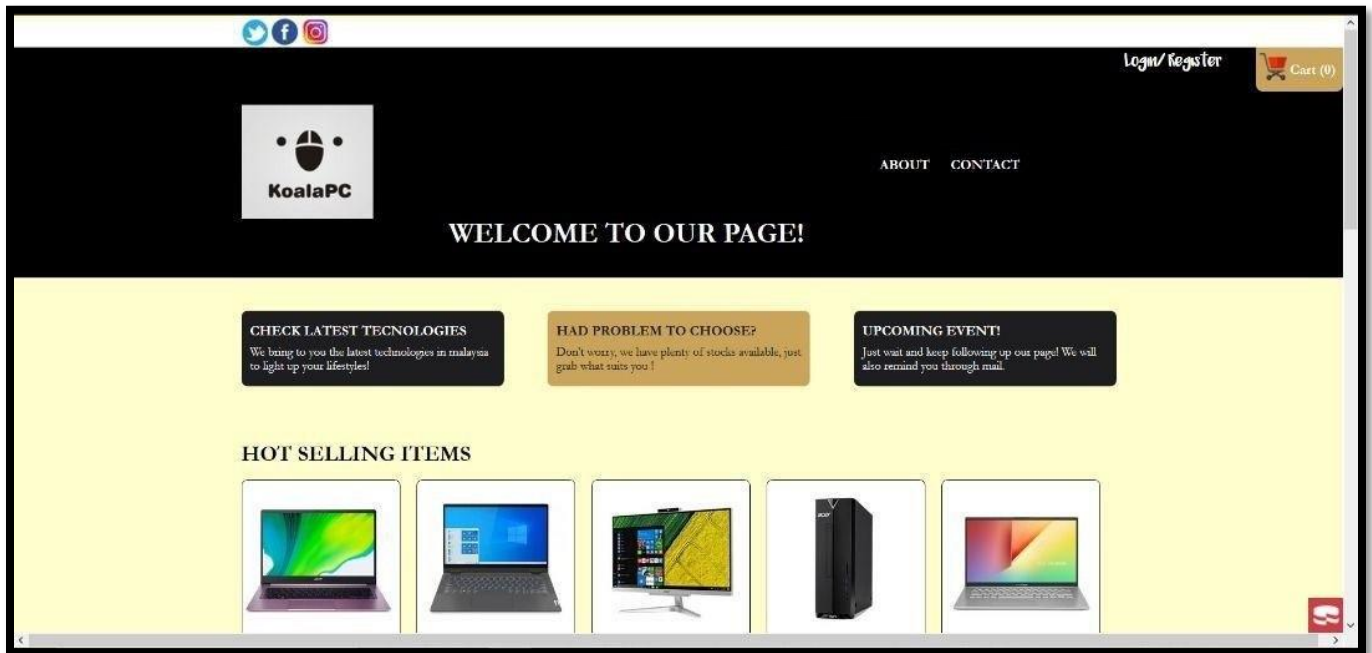 Login/Register
Cart (0)
KoalaPC
ABOUT CONTACT
WELCOME TO OUR PAGE!
CHECK LATEST TECNOLOGIES
We bring to you the latest technologies in malaysia
to light up your lifestyles!
HAD PROBLEM TO CHOOSE?
Don't worry, we have plenty of stocks available, just
grab what suits you !
UPCOMING EVENT!
Just wait and keep following up our page! We will
also remind you through mail.
HOT SELLING ITEMS